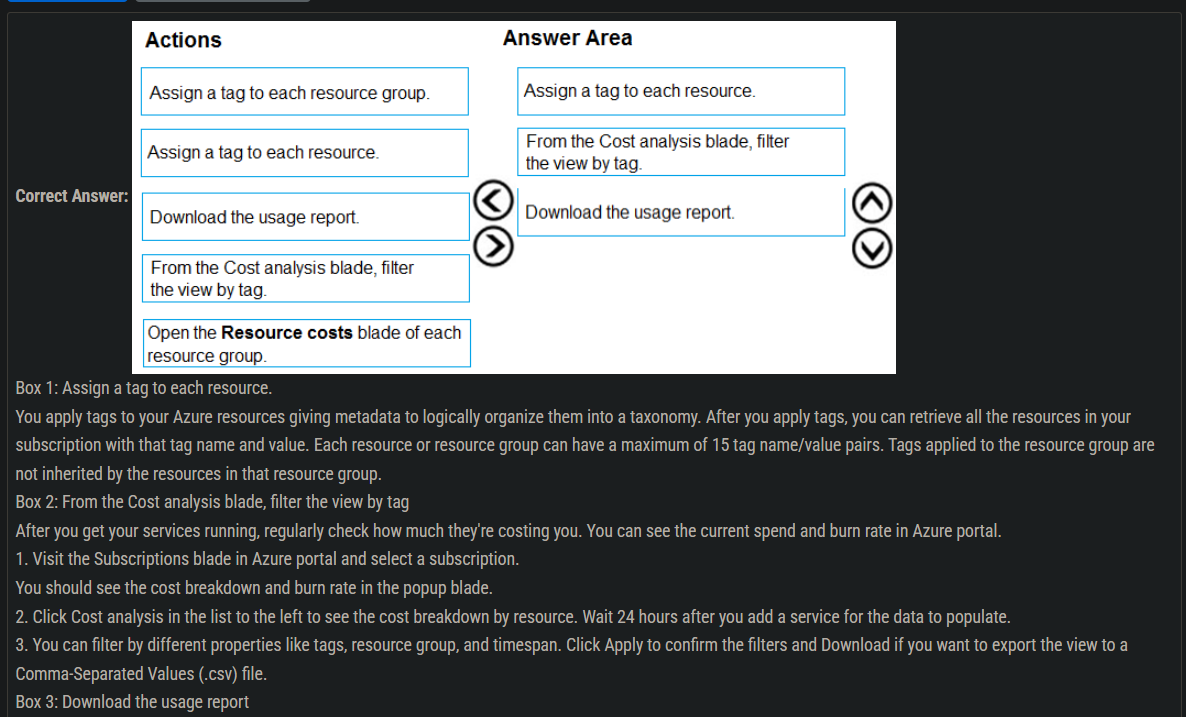 Actions
Answer Area
Assign a tag to each resource group.
Assign a tag to each resource.
Assign a tag to each resource.
From the Cost analysis blade, filter
the view by tag.
Correct Answer:
Download the usage report.
Download the usage report.
From the Cost analysis blade, filter
the view by tag.
Open the Resource costs blade of each
resource group.
Box 1: Assign a tag to each resource.
You apply tags to your Azure resources giving metadata to logically organize them into a taxonomy. After you apply tags, you can retrieve all the resources in your
subscription with that tag name and value. Each resource or resource group can have a maximum of 15 tag name/value pairs. Tags applied to the resource group are
not inherited by the resources in that resource group.
Box 2: From the Cost analysis blade, filter the view by tag
After you get your services running, regularly check how much they're costing you. You can see the current spend and burn rate in Azure portal.
1. Visit the Subscriptions blade in Azure portal and select a subscription.
You should see the cost breakdown and burn rate in the popup blade.
2. Click Cost analysis in the list to the left to see the cost breakdown by resource. Wait 24 hours after you add a service for the data to populate.
3. You can filter by different properties like tags, resource group, and timespan. Click Apply to confirm the filters and Download if you want to export the view to a
Comma-Separated Values (.csv) file.
Box 3: Download the usage report